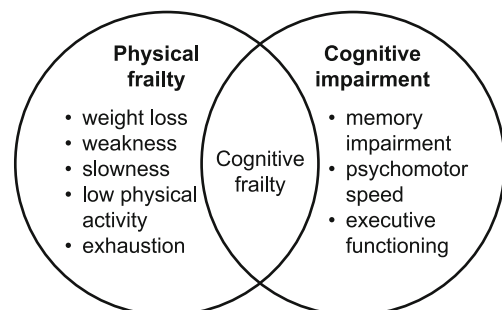 Physical
frailty
• weight loss
• weakness
• slowness
• low physical
activity
• exhaustion
Cognitive
frailty
Cognitive
impairment
• memory
impairment
• psychomotor
speed
• executive
functioning